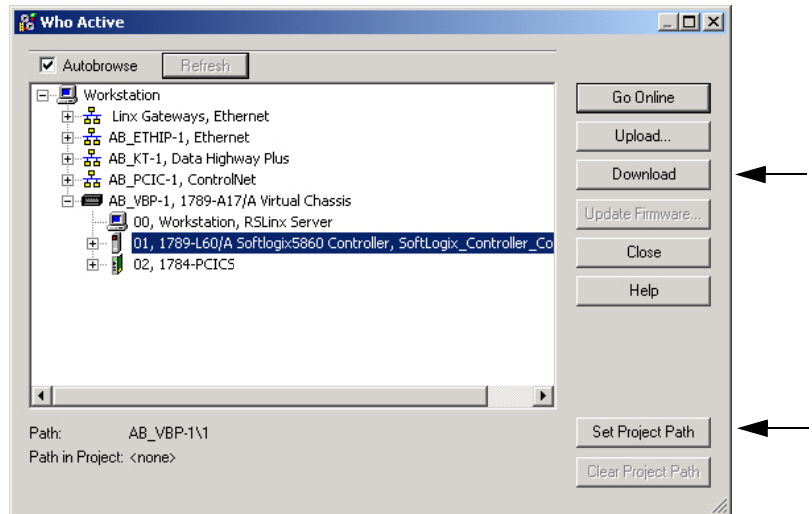 Who Active
Autobrowse
Refresh
Workstation
Linx Gateways, Ethernet
AB_ETHIP-1, Ethernet
AB_KT-1, Data Highway Plus
AB_PCIC-1, ControlNet
AB_VBP-1, 1789-A17/A Virtual Chassis
00, Workstation, RSLinx Server
01, 1789-L60/A Softlogix5860 Controller, SoftLogix_Controller_Co
02, 1784-PCICS
Go Online
Upload...
Download
Update Firmware...
Close
Help
Path: AB_VBP-1\1
Path in Project: <none>
Set Project Path
Clear Project Path